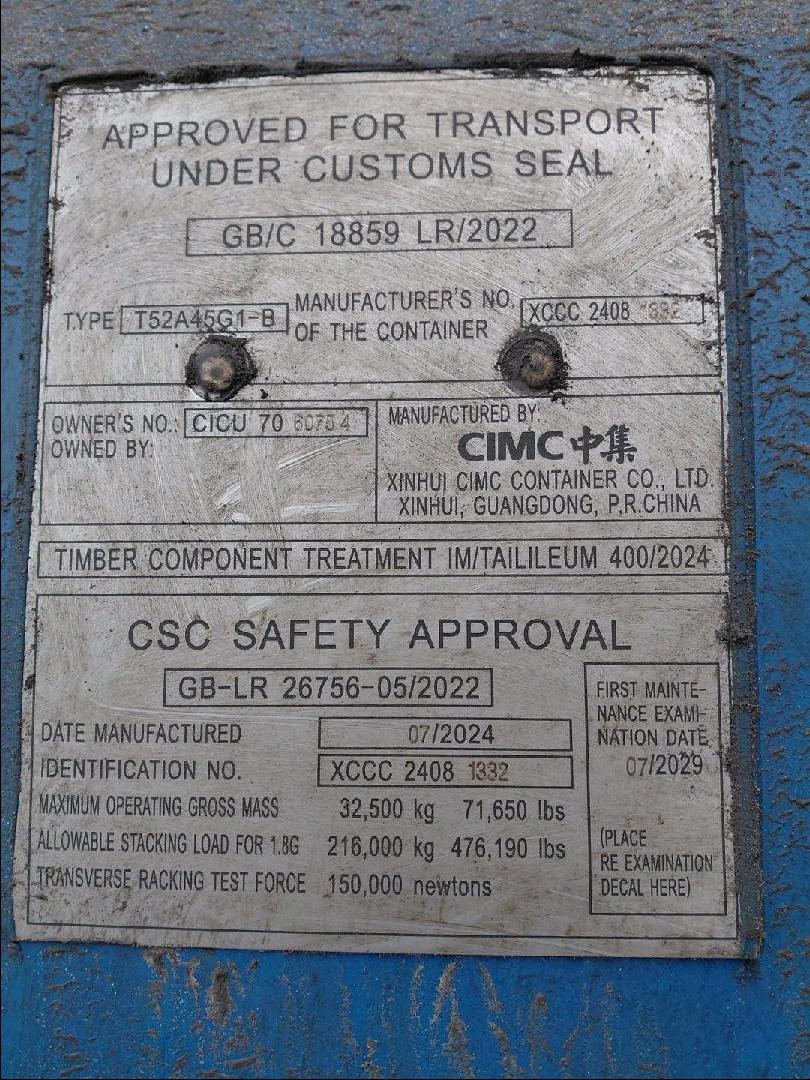 APPROVED FOR TRANSPORT
UNDER CUSTOMS SEAL
GB/C 18859 LR/2022
TYPE T52A45G1-B
MANUFACTURER'S NO.
OF THE CONTAINER
XCCC 2408 1332
OWNER'S NO.: CICU 70
OWNED BY:
MANUFACTURED BY:
CIMC中集
XINHUI CIMC CONTAINER CO., LTD.
XINHUI, GUANGDONG, P.R.CHINA
TIMBER COMPONENT TREATMENT IM/TAILILEUM 400/2024
CSC SAFETY APPROVAL
GB-LR 26756-05/2022
DATE MANUFACTURED 07/2024
IDENTIFICATION NO. XCCC 2408 1332
MAXIMUM OPERATING GROSS MASS 32,500 kg 71,650 lbs
ALLOWABLE STACKING LOAD FOR 1.8G 216,000 kg 476,190 lbs
TRANSVERSE RACKING TEST FORCE 150,000 newtons
FIRST MAINTE-
NANCE EXAMI-
NATION DATE
07/2029
(PLACE
RE EXAMINATION
DECAL HERE)